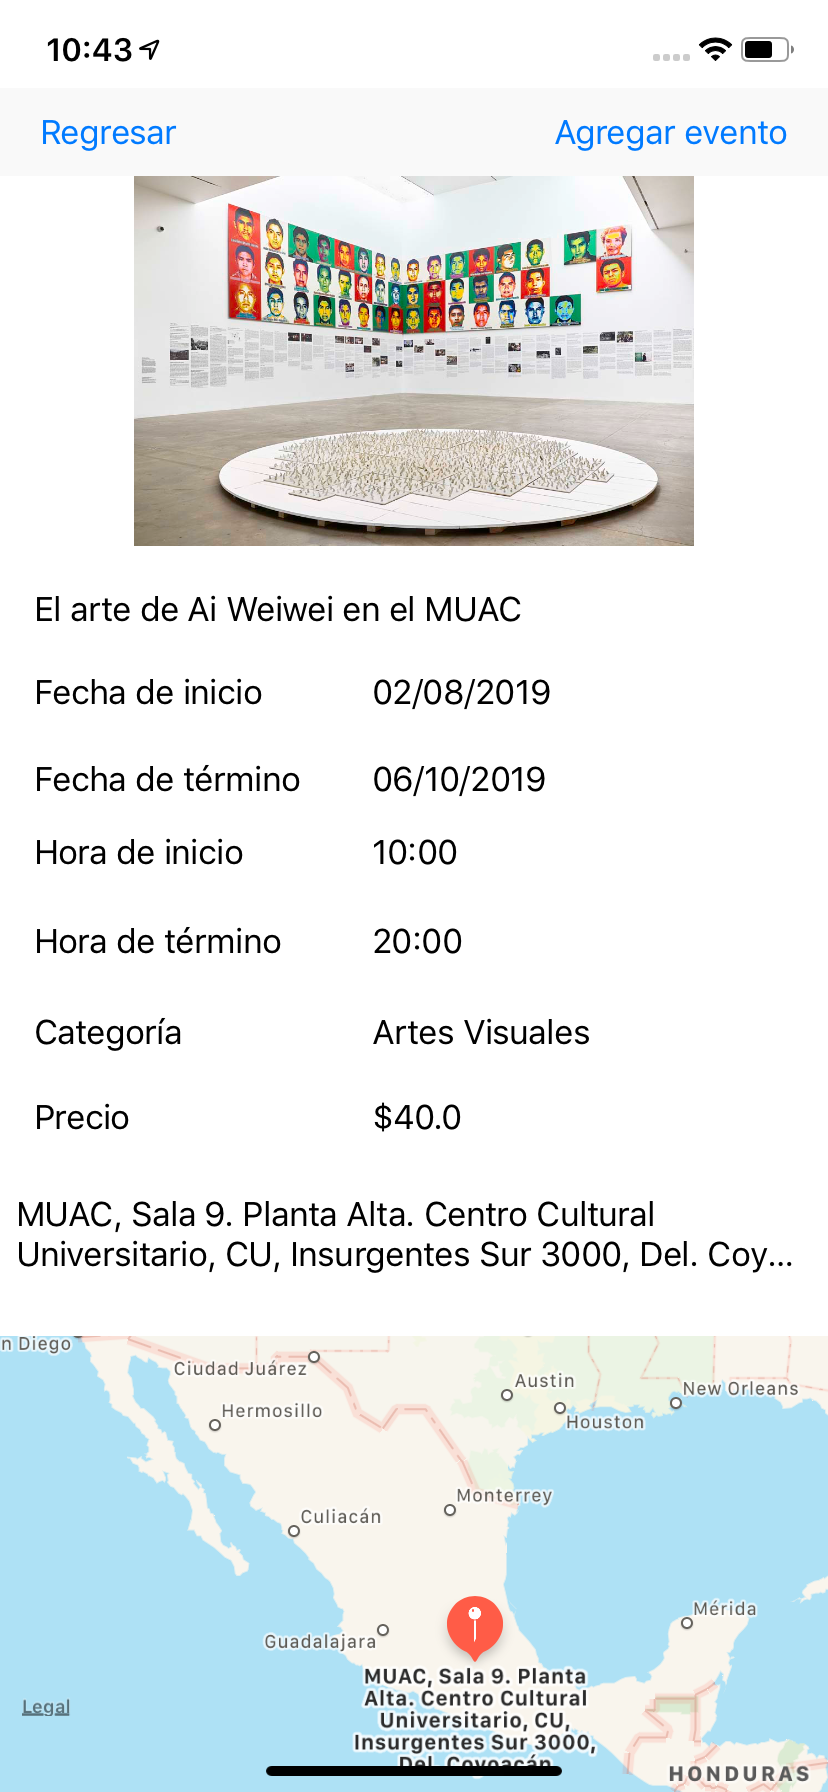 10:43
Regresar
Agregar evento
El arte de Ai Weiwei en el MUAC
Fecha de inicio 02/08/2019
Fecha de término 06/10/2019
Hora de inicio 10:00
Hora de término 20:00
Categoría Artes Visuales
Precio $40.0
MUAC, Sala 9. Planta Alta. Centro Cultural
Universitario, CU, Insurgentes Sur 3000, Del. Coy...
n Diego
Ciudad Juárez
Austin
New Orleans
Hermosillo
Houston
Monterrey
Culiacán
Mérida
Guadalajara
MUAC, Sala 9. Planta
Alta. Centro Cultural
Universitario, CU,
Insurgentes Sur 3000,
Del. Coyoacán
Legal
HONDURAS